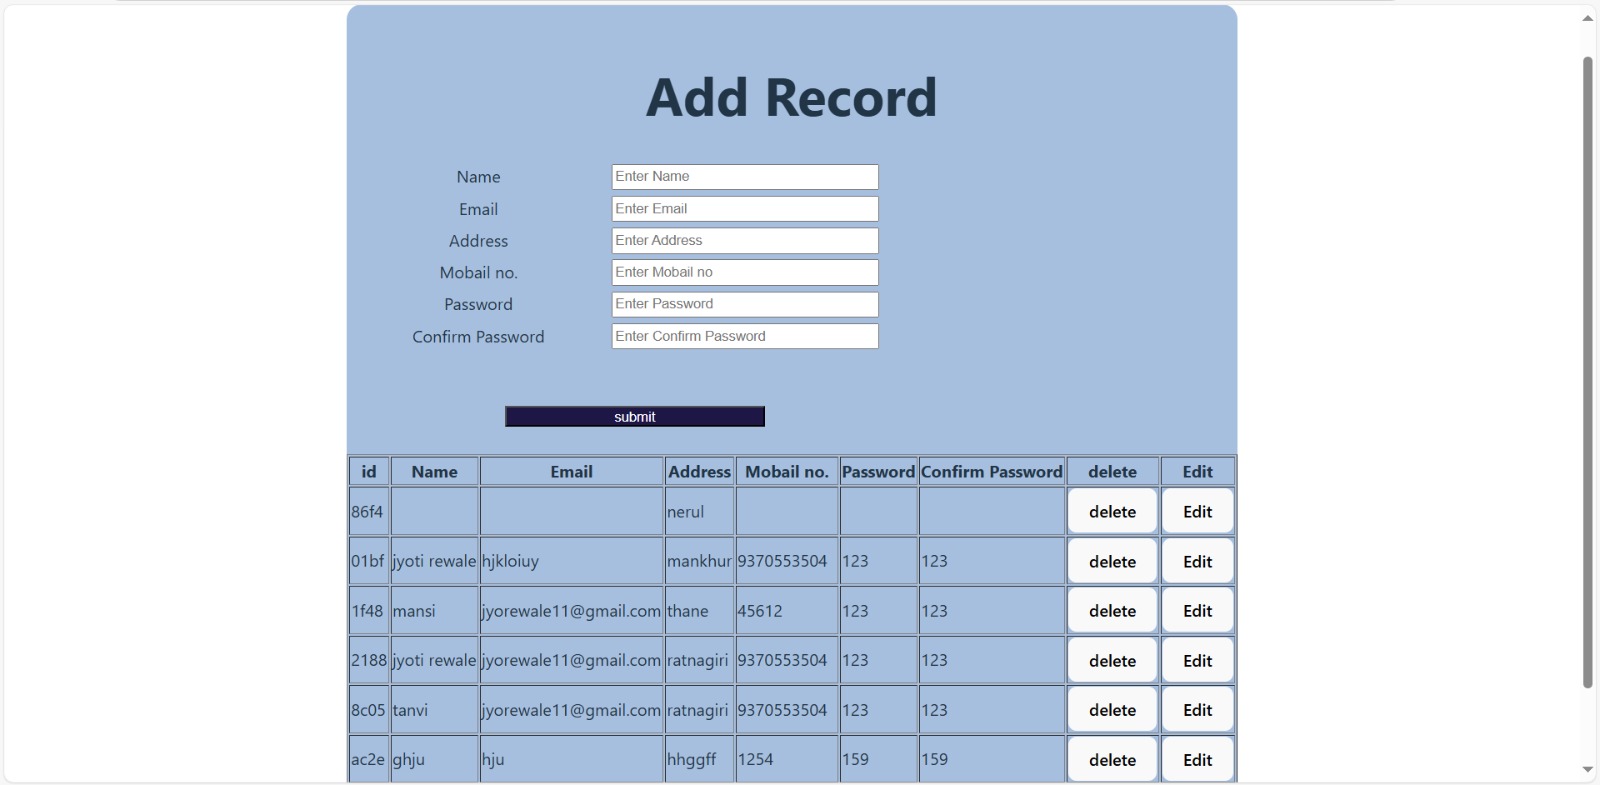 Add Record
Name Enter Name
Email Enter Email
Address Enter Address
Mobail no. Enter Mobail no
Password Enter Password
Confirm Password Enter Confirm Password
submit
id Name Email Address Mobail no. Password Confirm Password delete Edit
86f4 nerul delete Edit
01bf jyoti rewale hjkloiuy mankhur 9370553504 123 123 delete Edit
1f48 mansi jyorewale11@gmail.com thane 45612 123 123 delete Edit
2188 jyoti rewale jyorewale11@gmail.com ratnagiri 9370553504 123 123 delete Edit
8c05 tanvi jyorewale11@gmail.com ratnagiri 9370553504 123 123 delete Edit
ac2e ghju hju hhggff 1254 159 159 delete Edit